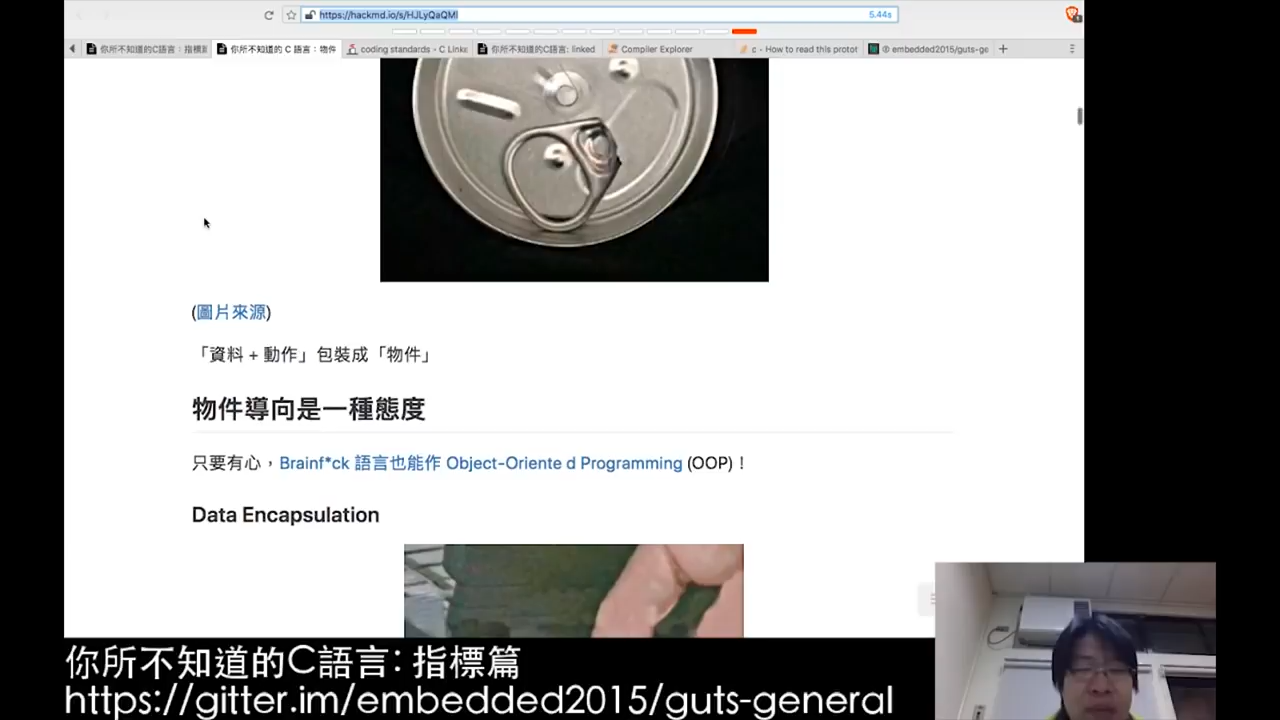 https://hackmd.io/s/HJLyQaQMl
5.44s
你所不知道的C語言：指標
你所不知道的 C 語言：物件
coding standards - C Linke
你所不知道的C語言: linked
Compiler Explorer
c - How to read this protot
embedded2015/guts-ge
(圖片來源)
「資料 + 動作」包裝成「物件」
物件導向是一種態度
只要有心，Brainf*ck 語言也能作 Object-Oriente d Programming (OOP)！
Data Encapsulation
你所不知道的C語言: 指標篇
https://gitter.im/embedded2015/guts-general